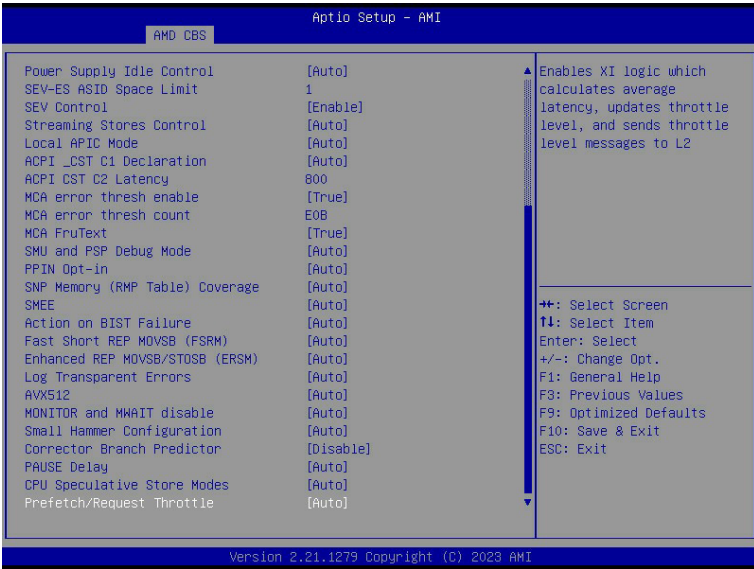 Aptio Setup - AMI
AMD CBS
Power Supply Idle Control [Auto]
SEV-ES ASID Space Limit 1
SEV Control [Enable]
Streaming Stores Control [Auto]
Local APIC Mode [Auto]
ACPI _CST C1 Declaration [Auto]
ACPI CST C2 Latency 800
MCA error thresh enable [True]
MCA error thresh count E0B
MCA FruText [True]
SMU and PSP Debug Mode [Auto]
PPIN Opt-in [Auto]
SNP Memory (RMP Table) Coverage [Auto]
SMEE [Auto]
Action on BIST Failure [Auto]
Fast Short REP MOVSB (FSRM) [Auto]
Enhanced REP MOVSB/STOSB (ERSM) [Auto]
Log Transparent Errors [Auto]
AVX512 [Auto]
MONITOR and MWAIT disable [Auto]
Small Hammer Configuration [Auto]
Corrector Branch Predictor [Disable]
PAUSE Delay [Auto]
CPU Speculative Store Modes [Auto]
Prefetch/Request Throttle [Auto]
Enables XI logic which
calculates average
latency, updates throttle
level, and sends throttle
level messages to L2
→←: Select Screen
↑↓: Select Item
Enter: Select
+/-: Change Opt.
F1: General Help
F3: Previous Values
F9: Optimized Defaults
F10: Save & Exit
ESC: Exit
Version 2.21.1279 Copyright (C) 2023 AMI